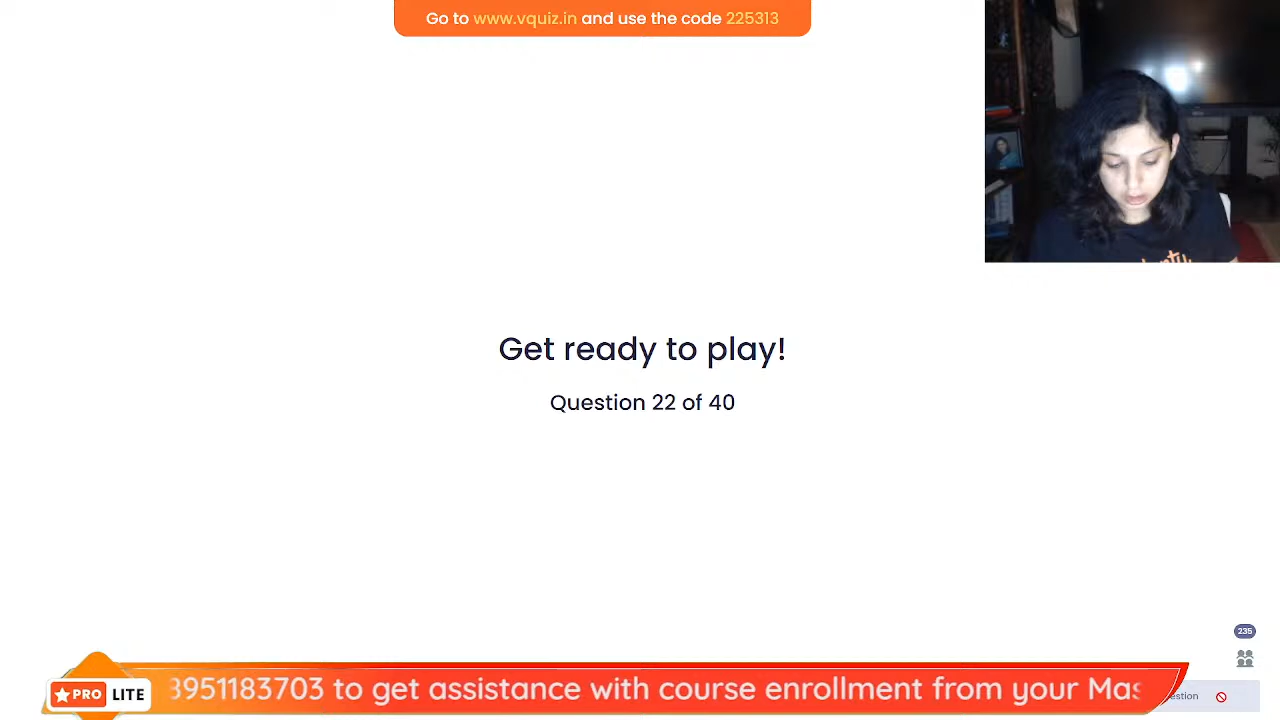 Go to www.vquiz.in and use the code 225313
Get ready to play!
Question 22 of 40
235
PRO LITE
3951183703 to get assistance with course enrollment from your Mas
estion